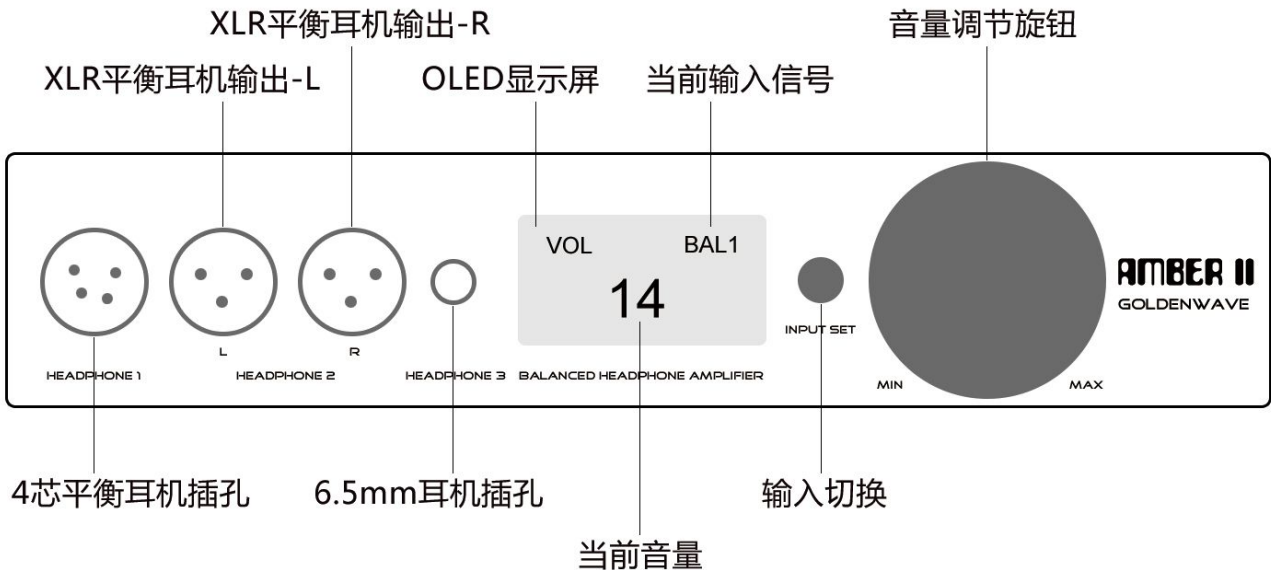 XLR平衡耳机输出-R
音量调节旋钮
XLR平衡耳机输出-L
OLED显示屏
当前输入信号
VOL
BAL1
14
AMBER II
GOLDENWAVE
INPUT SET
L
R
HEADPHONE 1
HEADPHONE 2
HEADPHONE 3
BALANCED HEADPHONE AMPLIFIER
MIN
MAX
4芯平衡耳机插孔
6.5mm耳机插孔
输入切换
当前音量